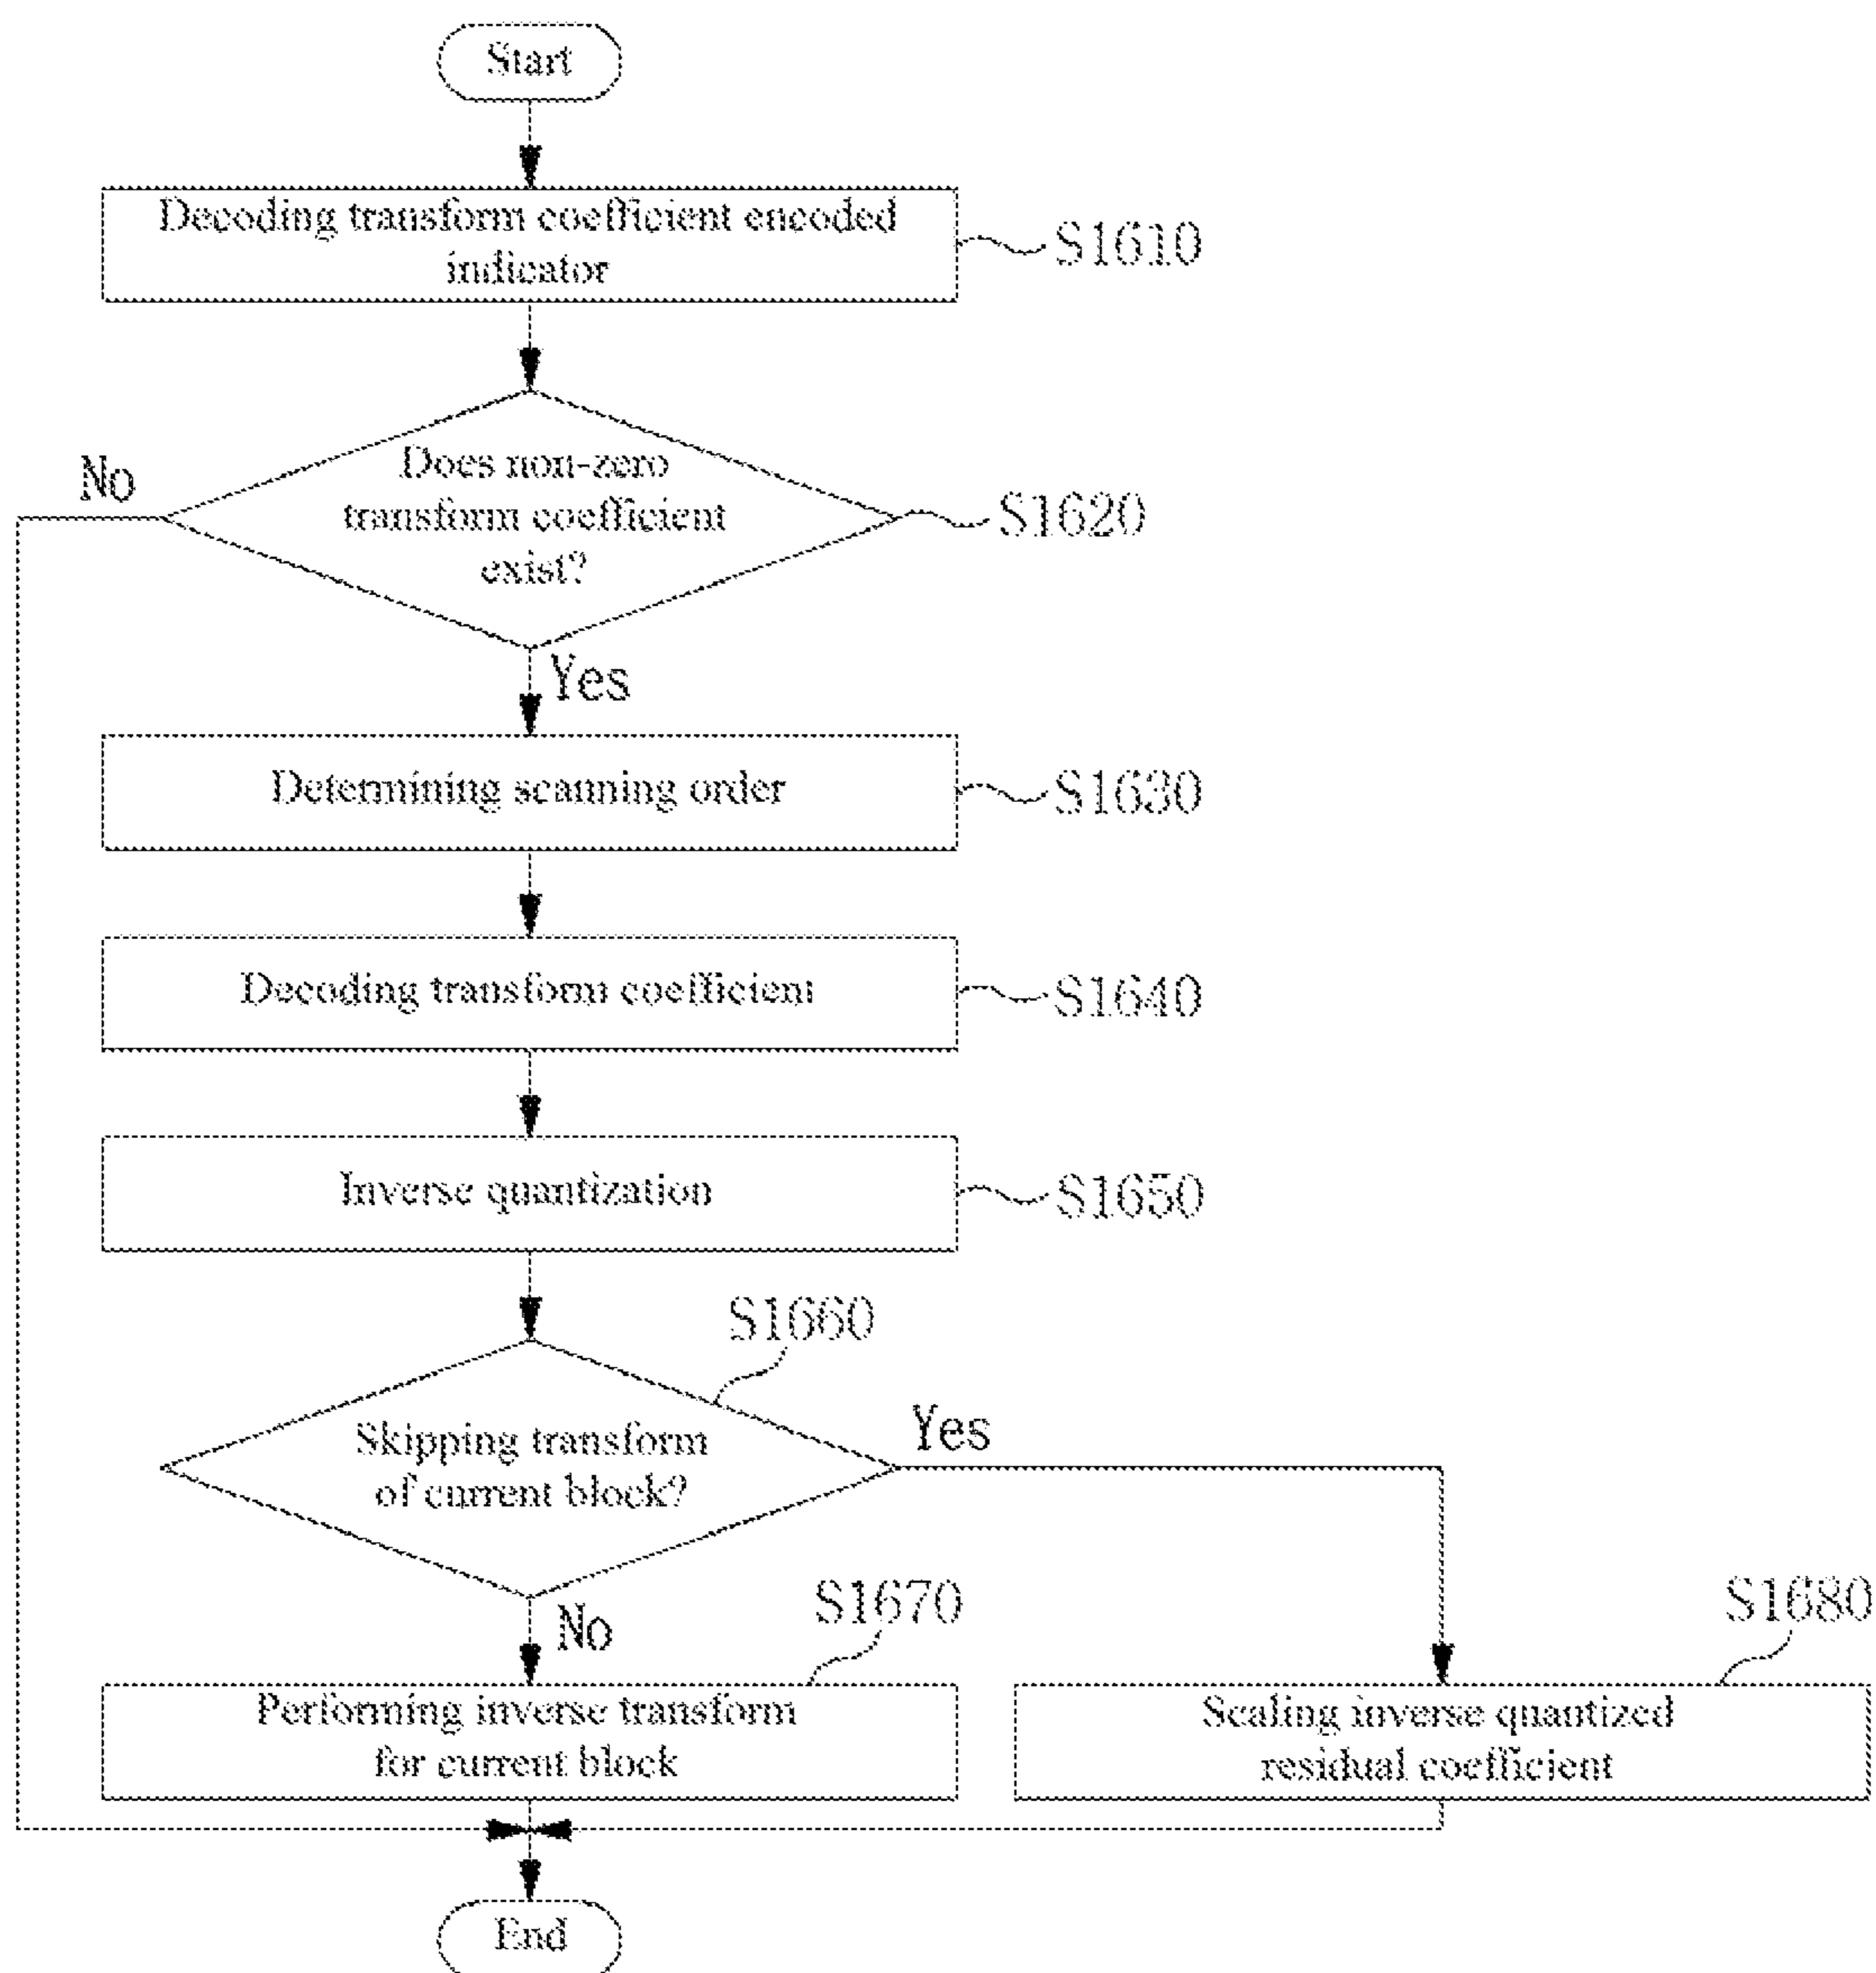 Start
Decoding transform coefficient encoded
indicator
S1610
Does non-zero
transform coefficient
exist?
No
S1620
Yes
Determining scanning order
S1630
Decoding transform coefficient
S1640
Inverse quantization
S1650
S1660
Skipping transform
of current block?
Yes
No
S1670
S1680
Performing inverse transform
for current block
Scaling inverse quantized
residual coefficient
End